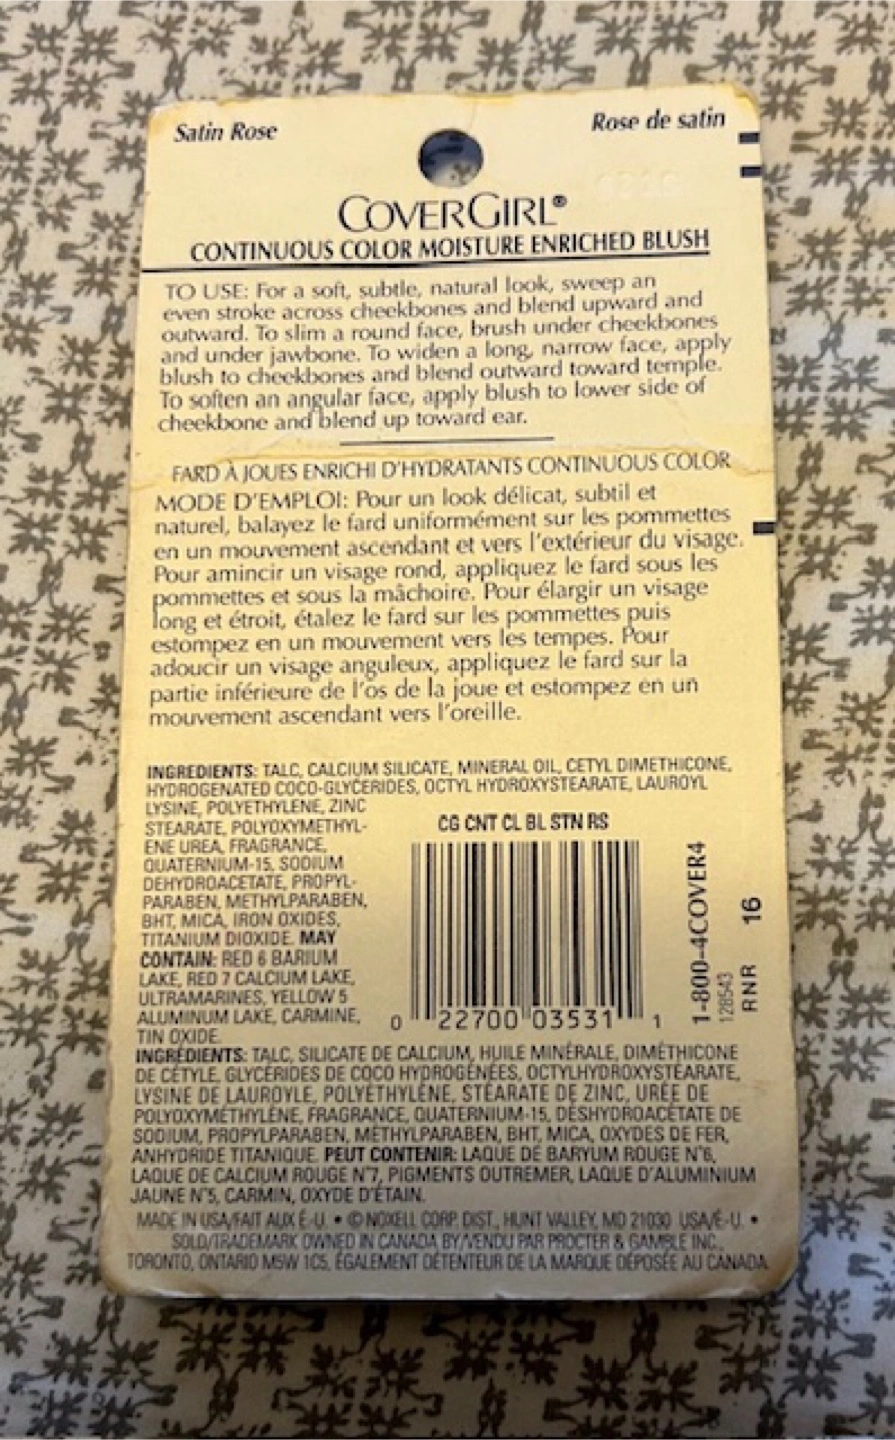 Satin Rose
Rose de satin
COVERGIRL®
CONTINUOUS COLOR MOISTURE ENRICHED BLUSH
TO USE: For a soft, subtle, natural look, sweep an
even stroke across cheekbones and blend upward and
outward. To slim a round face, brush under cheekbones
and under jawbone. To widen a long, narrow face, apply
blush to cheekbones and blend outward toward temple.
To soften an angular face, apply blush to lower side of
cheekbone and blend up toward ear.
FARD À JOUES ENRICHI D'HYDRATANTS CONTINUOUS COLOR
MODE D'EMPLOI: Pour un look délicat, subtil et
naturel, balayez le fard uniformément sur les pommettes
en un mouvement ascendant et vers l'extérieur du visage.
Pour amincir un visage rond, appliquez le fard sous les
pommettes et sous la mâchoire. Pour élargir un visage
long et étroit, étalez le fard sur les pommettes puis
estompez en un mouvement vers les tempes. Pour
adoucir un visage anguleux, appliquez le fard sur la
partie inférieure de l'os de la joue et estompez en un
mouvement ascendant vers l'oreille.
INGREDIENTS: TALC, CALCIUM SILICATE, MINERAL OIL, CETYL DIMETHICONE,
HYDROGENATED COCO-GLYCERIDES, OCTYL HYDROXYSTEARATE, LAUROYL
LYSINE, POLYETHYLENE, ZINC
STEARATE, POLYOXYMETHYL-
ENE UREA, FRAGRANCE,
QUATERNIUM-15, SODIUM
DEHYDROACETATE, PROPYL-
PARABEN, METHYLPARABEN,
BHT, MICA, IRON OXIDES,
TITANIUM DIOXIDE. MAY
CONTAIN: RED 6 BARIUM
LAKE, RED 7 CALCIUM LAKE,
ULTRAMARINES, YELLOW 5
ALUMINUM LAKE, CARMINE,
TIN OXIDE.
CG CNT CL BL STN RS
0 22700 03531 1
1-800-4COVER4
128543
RNR 16
INGRÉDIENTS: TALC, SILICATE DE CALCIUM, HUILE MINÉRALE, DIMÉTHICONE
DE CÉTYLE, GLYCÉRIDES DE COCO HYDROGÉNÉES, OCTYLHYDROXYSTEARATE,
LYSINE DE LAUROYLE, POLYÉTHYLÈNE, STÉARATE DE ZINC, URÉE DE
POLYOXYMÉTHYLÈNE, FRAGRANCE, QUATERNIUM-15, DÉSHYDROACÉTATE DE
SODIUM, PROPYLPARABEN, MÉTHYLPARABEN, BHT, MICA, OXYDES DE FER,
ANHYDRIDE TITANIQUE. PEUT CONTENIR: LAQUE DE BARYUM ROUGE N°6,
LAQUE DE CALCIUM ROUGE N°7, PIGMENTS OUTREMER, LAQUE D'ALUMINIUM
JAUNE N°5, CARMIN, OXYDE D'ÉTAIN.
MADE IN USA/FAIT AUX É.-U. • © NOXELL CORP. DIST., HUNT VALLEY, MD 21030 USA/É-U. •
SOLD/TRADEMARK OWNED IN CANADA BY/VENDU PAR PROCTER & GAMBLE INC.,
TORONTO, ONTARIO M5W 1C5, ÉGALEMENT DÉTENTEUR DE LA MARQUE DÉPOSÉE AU CANADA